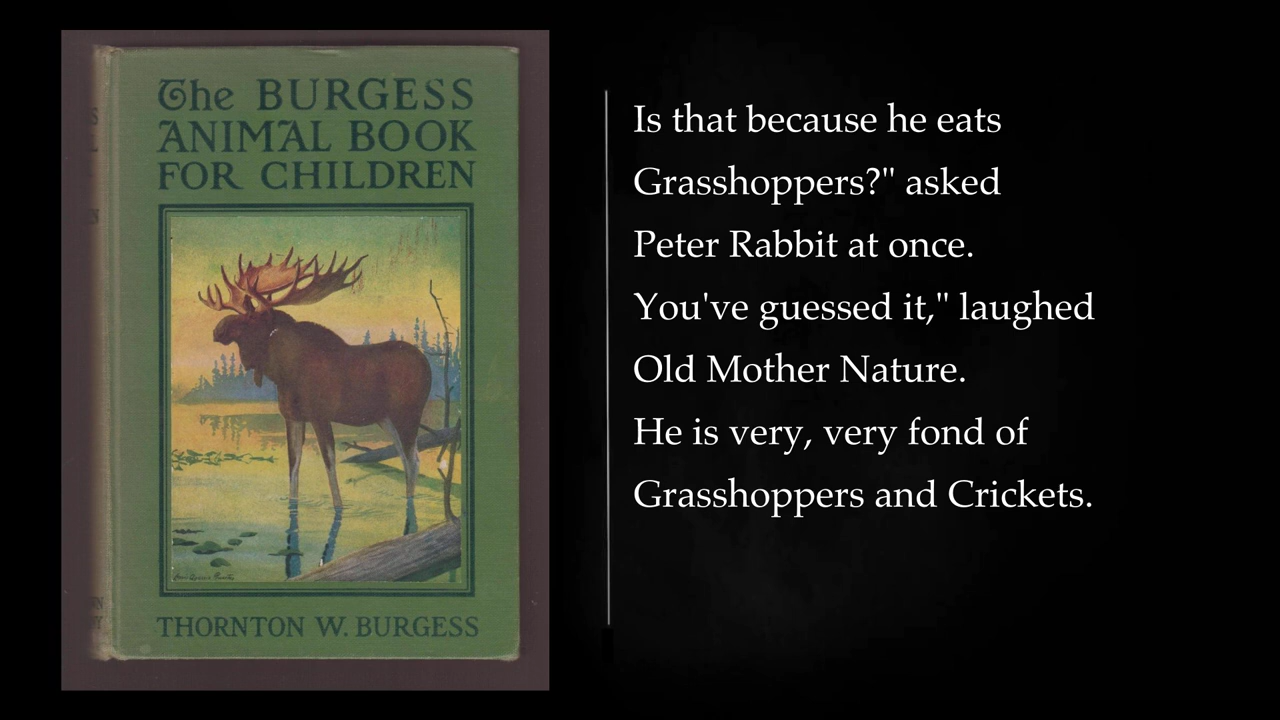 The BURGESS
ANIMAL BOOK
FOR CHILDREN
THORNTON W. BURGESS
Is that because he eats
Grasshoppers?" asked
Peter Rabbit at once.
You've guessed it," laughed
Old Mother Nature.
He is very, very fond of
Grasshoppers and Crickets.